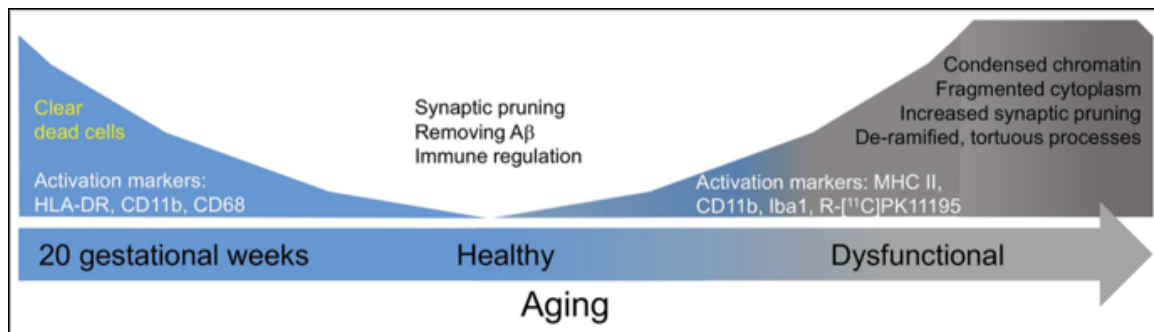 Clear
dead cells
Activation markers:
HLA-DR, CD11b, CD68
Synaptic pruning
Removing Aβ
Immune regulation
Condensed chromatin
Fragmented cytoplasm
Increased synaptic pruning
De-ramified, tortuous processes
Activation markers: MHC II,
CD11b, Iba1, R-[¹¹C]PK11195
20 gestational weeks
Healthy
Dysfunctional
Aging